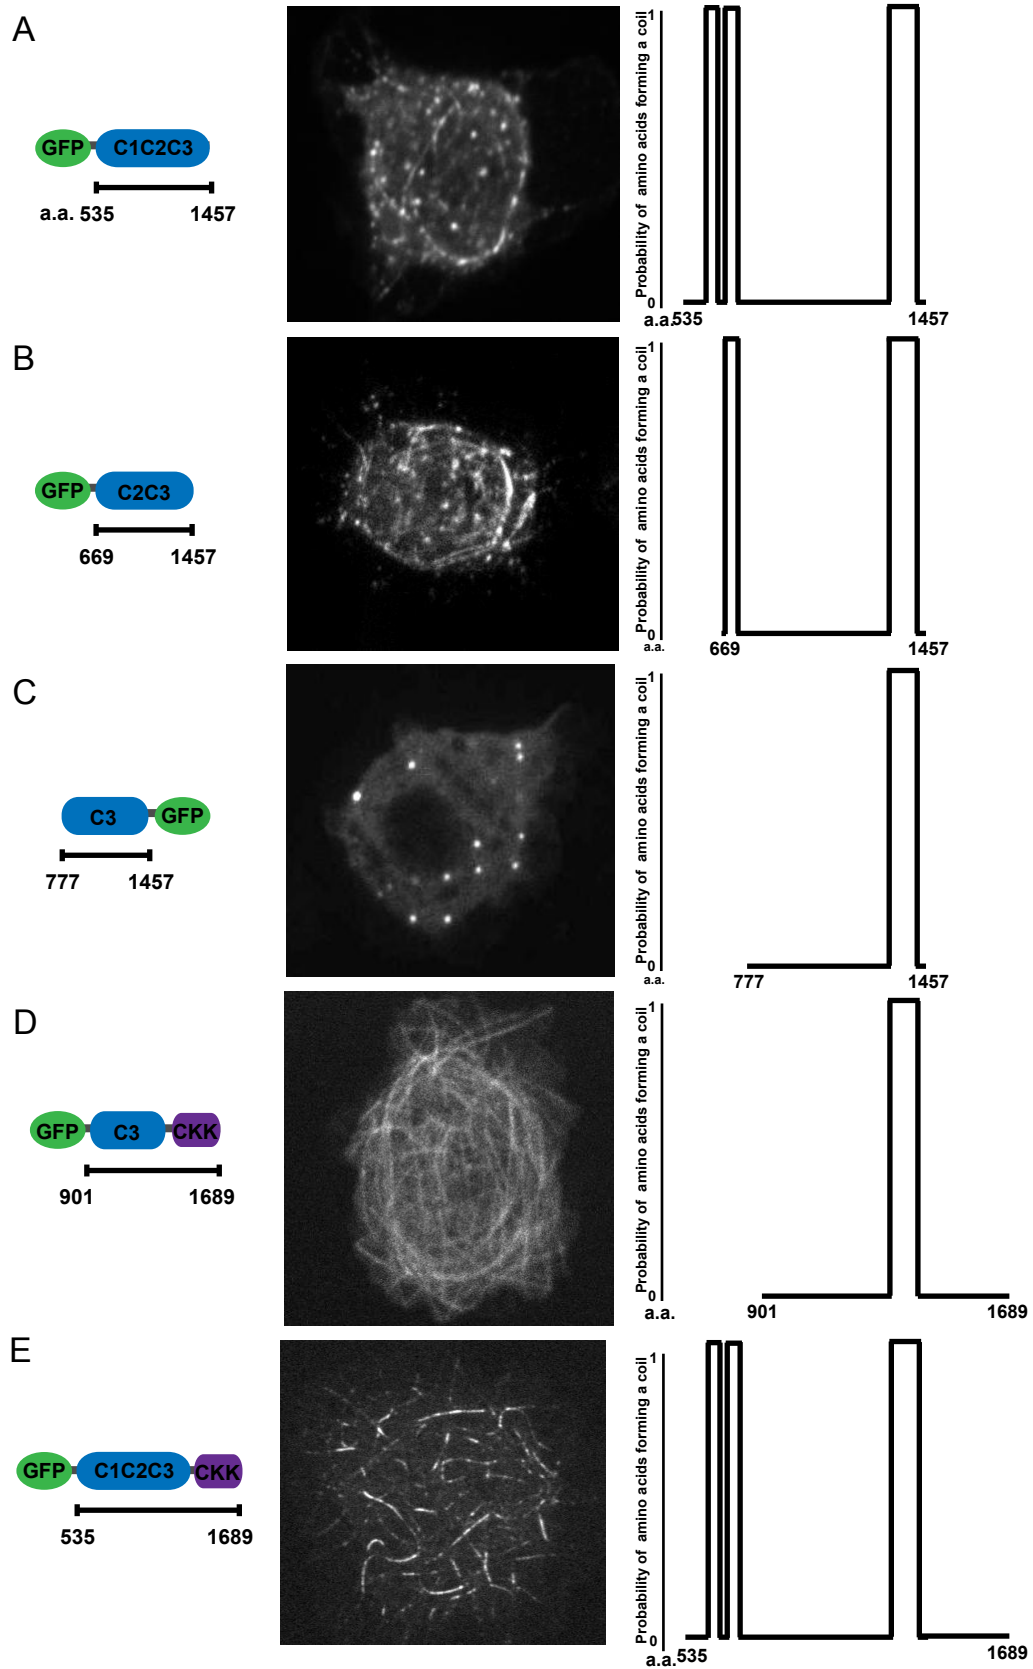 A
GFP C1C2C3
a.a. 535 1457
Probability of amino acids forming a coil
1
0
a.a. 535 1457
B
GFP C2C3
669 1457
Probability of amino acids forming a coil
1
0
a.a. 669 1457
C
C3 GFP
777 1457
Probability of amino acids forming a coil
1
0
a.a. 777 1457
D
GFP C3 CKK
901 1689
Probability of amino acids forming a coil
1
0
a.a. 901 1689
E
GFP C1C2C3 CKK
535 1689
Probability of amino acids forming a coil
1
0
a.a. 535 1689